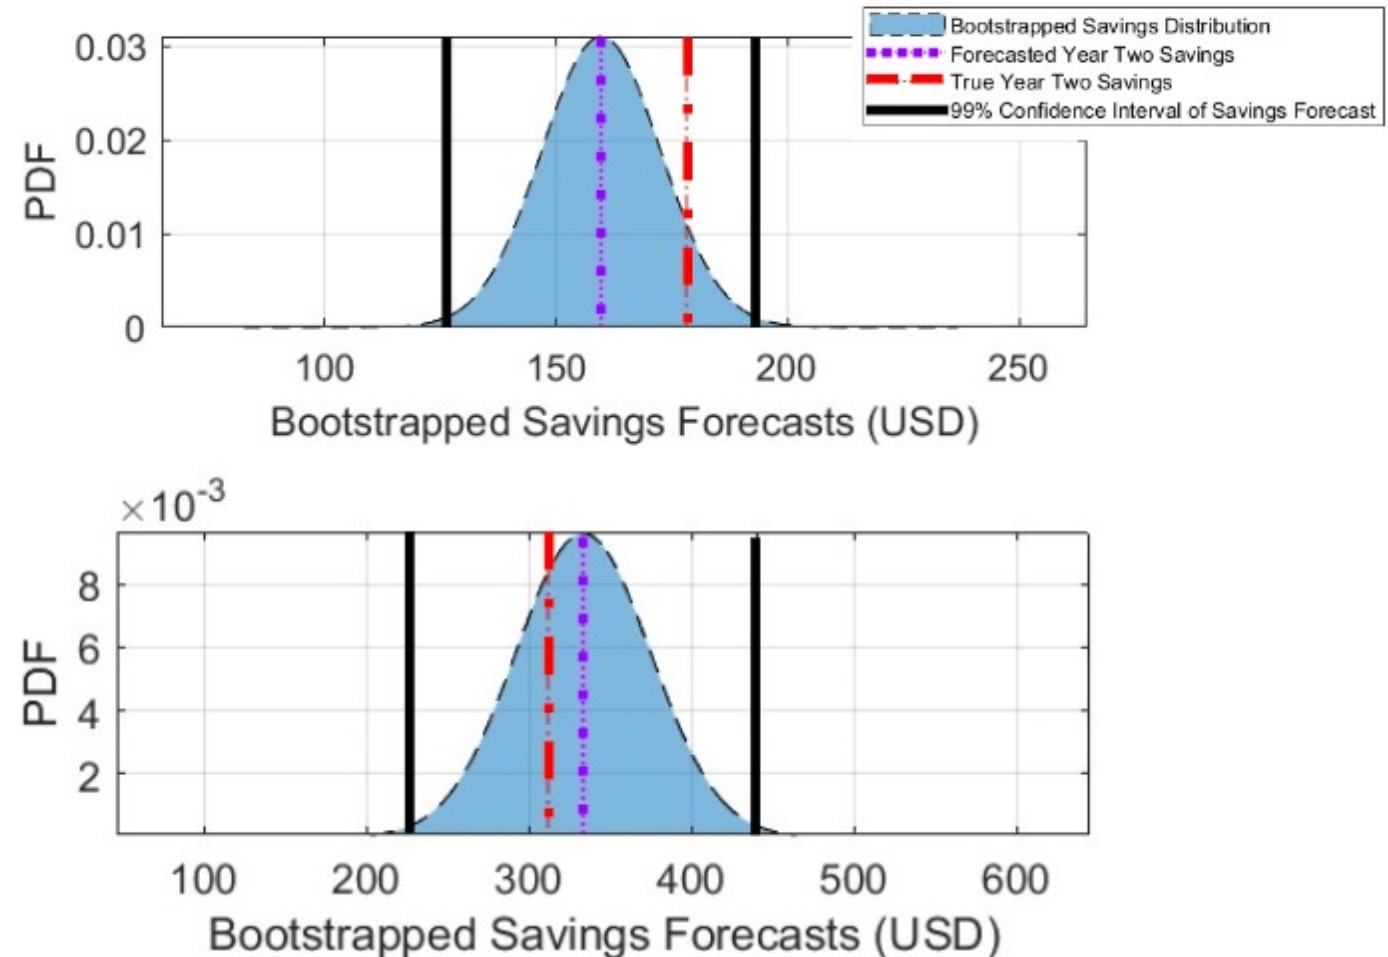 Bootstrapped Savings Distribution
Forecasted Year Two Savings
True Year Two Savings
99% Confidence Interval of Savings Forecast
0.03
0.02
0.01
0
PDF
100 150 200 250
Bootstrapped Savings Forecasts (USD)
×10-3
8
6
4
2
PDF
100 200 300 400 500 600
Bootstrapped Savings Forecasts (USD)